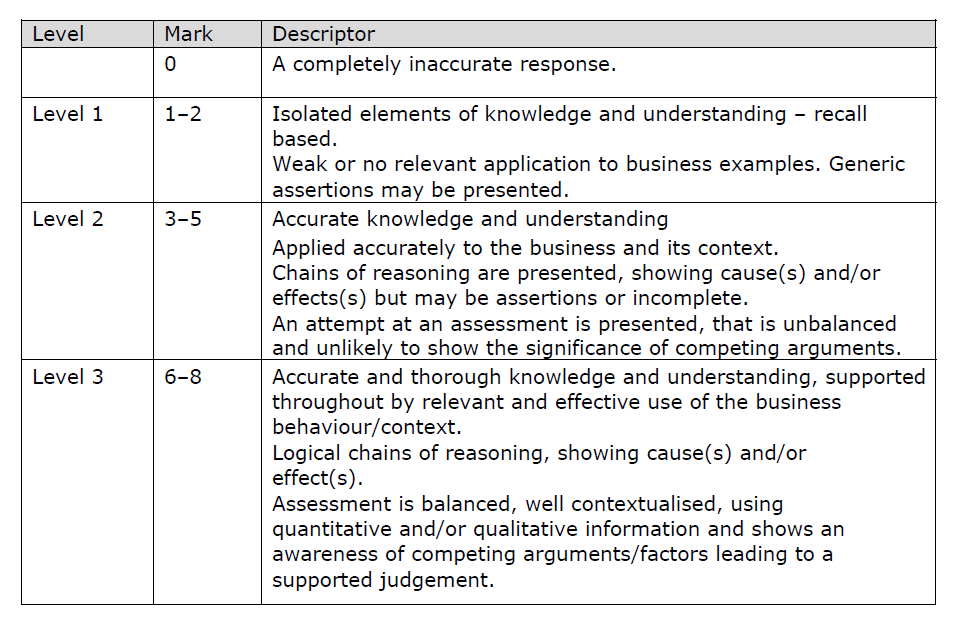 Level Mark Descriptor
0 A completely inaccurate response.
Level 1 1–2 Isolated elements of knowledge and understanding – recall
based.
Weak or no relevant application to business examples. Generic
assertions may be presented.
Level 2 3–5 Accurate knowledge and understanding
Applied accurately to the business and its context.
Chains of reasoning are presented, showing cause(s) and/or
effects(s) but may be assertions or incomplete.
An attempt at an assessment is presented, that is unbalanced
and unlikely to show the significance of competing arguments.
Level 3 6–8 Accurate and thorough knowledge and understanding, supported
throughout by relevant and effective use of the business
behaviour/context.
Logical chains of reasoning, showing cause(s) and/or
effect(s).
Assessment is balanced, well contextualised, using
quantitative and/or qualitative information and shows an
awareness of competing arguments/factors leading to a
supported judgement.